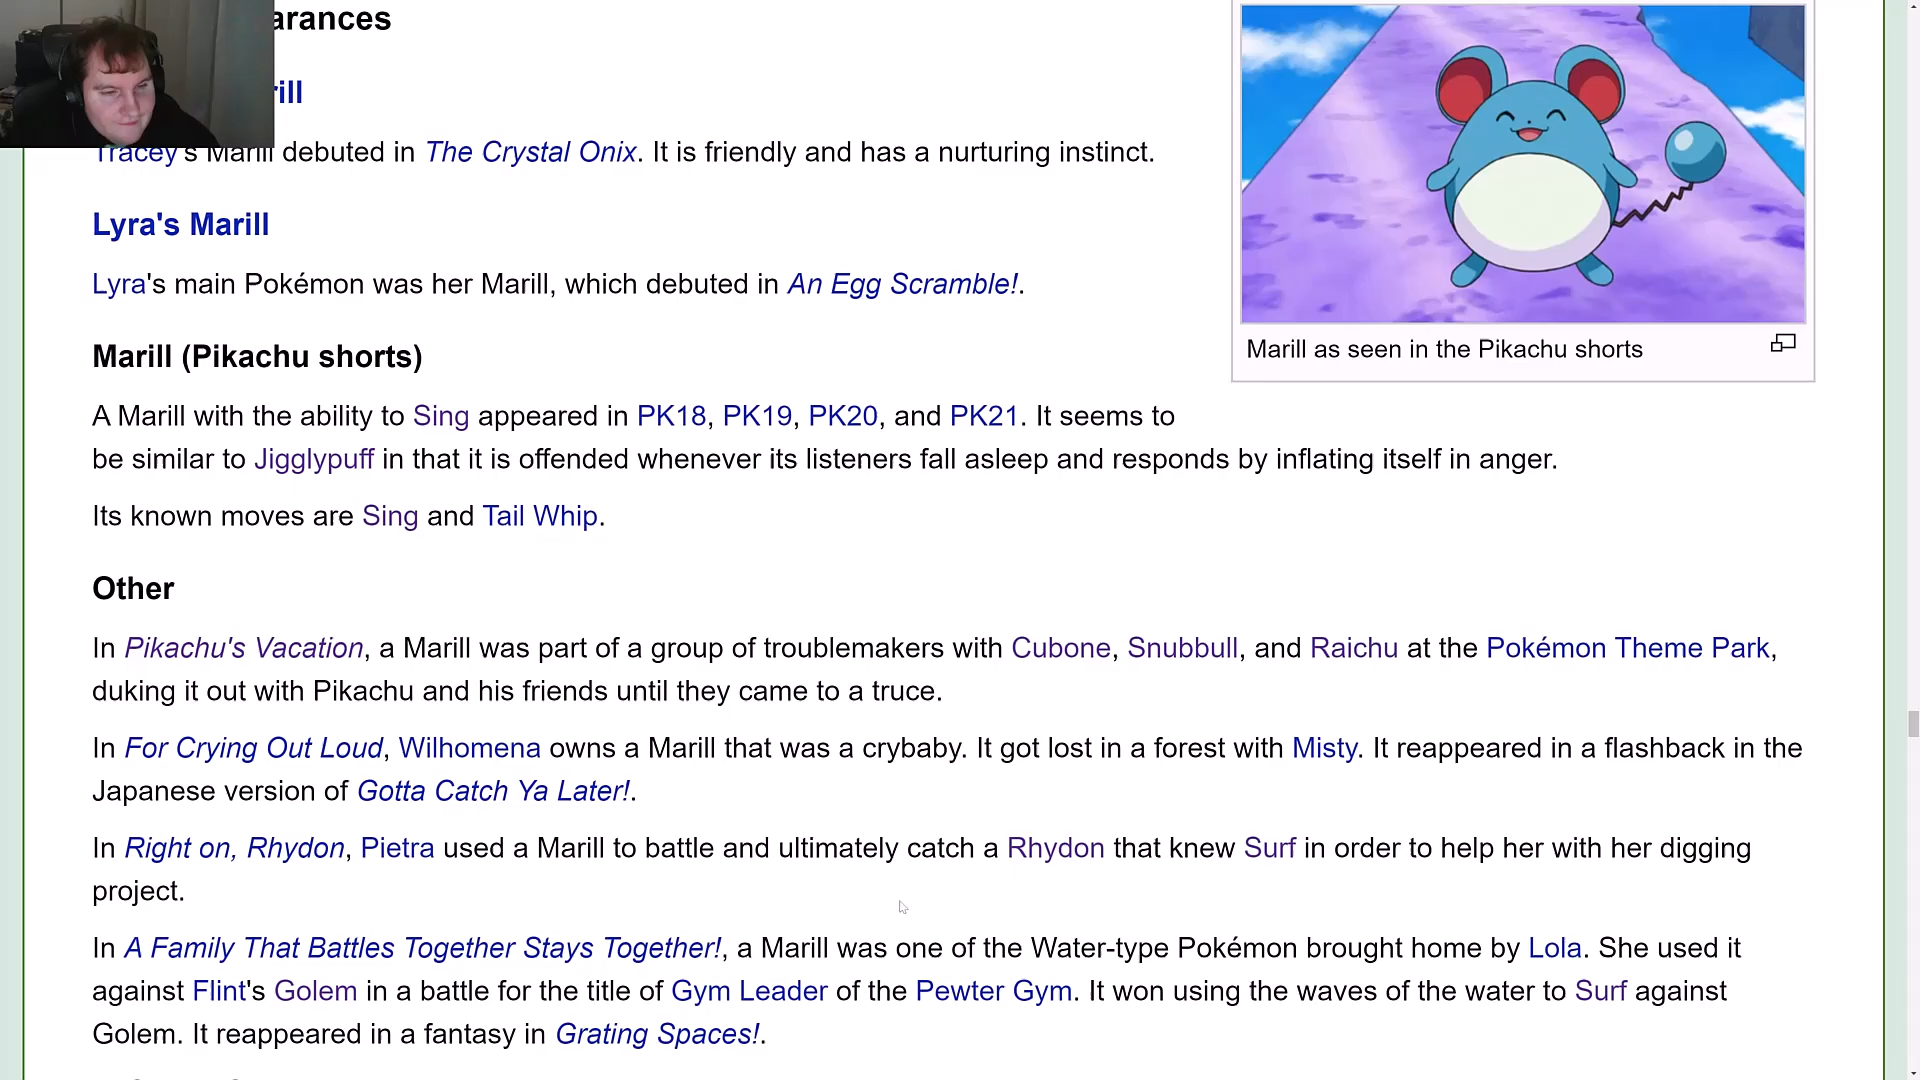 arances
rill
Tracey's Marill debuted in The Crystal Onix. It is friendly and has a nurturing instinct.
Lyra's Marill
Lyra's main Pokémon was her Marill, which debuted in An Egg Scramble!.
Marill as seen in the Pikachu shorts
Marill (Pikachu shorts)
A Marill with the ability to Sing appeared in PK18, PK19, PK20, and PK21. It seems to
be similar to Jigglypuff in that it is offended whenever its listeners fall asleep and responds by inflating itself in anger.
Its known moves are Sing and Tail Whip.
Other
In Pikachu's Vacation, a Marill was part of a group of troublemakers with Cubone, Snubbull, and Raichu at the Pokémon Theme Park,
duking it out with Pikachu and his friends until they came to a truce.
In For Crying Out Loud, Wilhomena owns a Marill that was a crybaby. It got lost in a forest with Misty. It reappeared in a flashback in the
Japanese version of Gotta Catch Ya Later!.
In Right on, Rhydon, Pietra used a Marill to battle and ultimately catch a Rhydon that knew Surf in order to help her with her digging
project.
In A Family That Battles Together Stays Together!, a Marill was one of the Water-type Pokémon brought home by Lola. She used it
against Flint's Golem in a battle for the title of Gym Leader of the Pewter Gym. It won using the waves of the water to Surf against
Golem. It reappeared in a fantasy in Grating Spaces!.